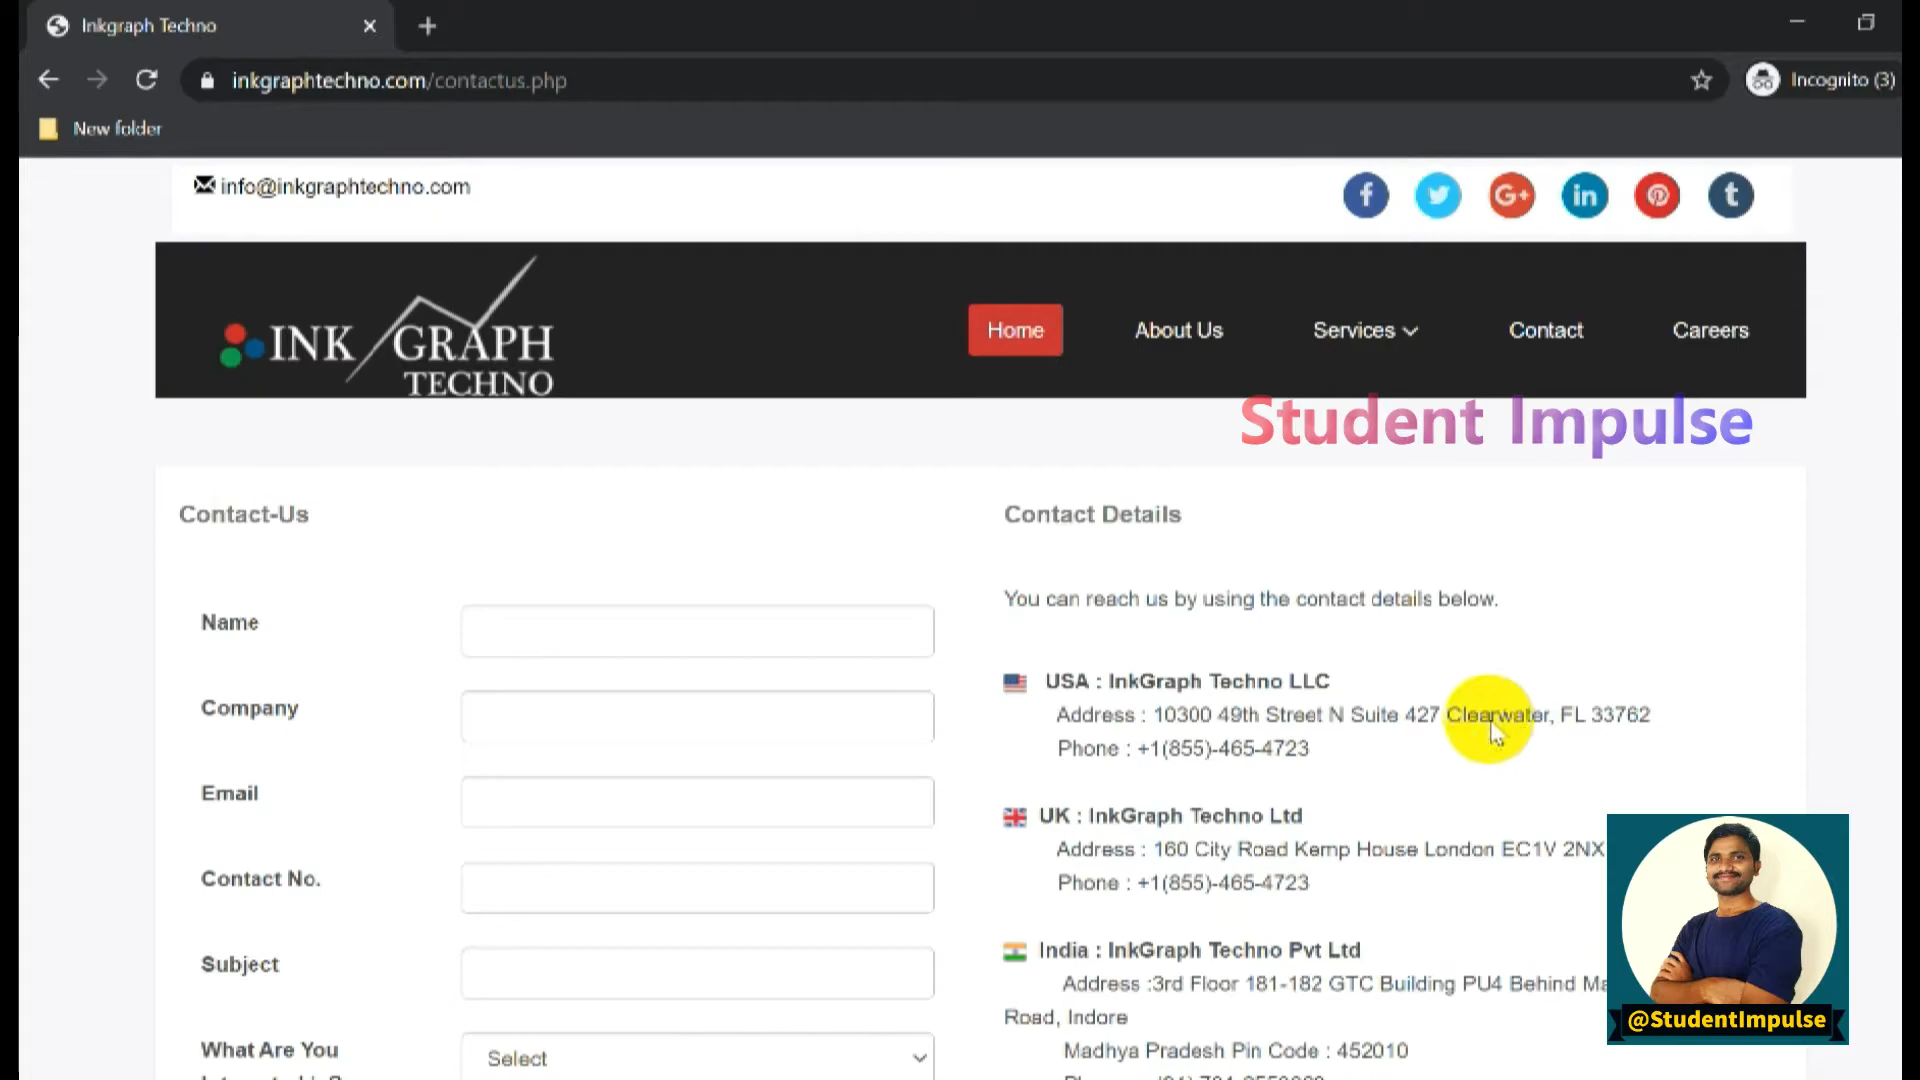 Inkgraph Techno
inkgraphtechno.com/contactus.php
Incognito (3)
New folder
info@inkgraphtechno.com
INK GRAPH
TECHNO
Home
About Us
Services
Contact
Careers
Student Impulse
Contact-Us
Name
Company
Email
Contact No.
Subject
What Are You
Select
Contact Details
You can reach us by using the contact details below.
USA : InkGraph Techno LLC
Address : 10300 49th Street N Suite 427 Clearwater, FL 33762
Phone : +1(855)-465-4723
UK : InkGraph Techno Ltd
Address : 160 City Road Kemp House London EC1V 2NX
Phone : +1(855)-465-4723
India : InkGraph Techno Pvt Ltd
Address :3rd Floor 181-182 GTC Building PU4 Behind
Road, Indore
Madhya Pradesh Pin Code : 452010
@StudentImpulse